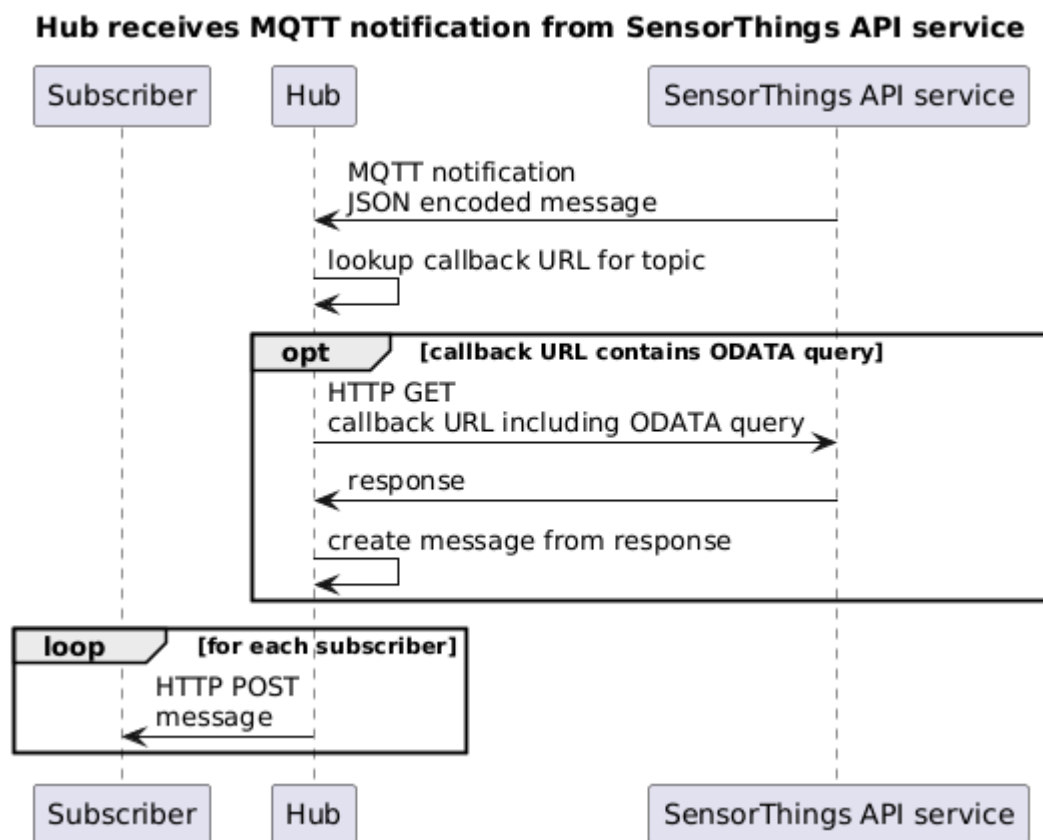 Hub receives MQTT notification from SensorThings API service
Subscriber
Hub
SensorThings API service
MQTT notification
JSON encoded message
lookup callback URL for topic
opt
[callback URL contains ODATA query]
HTTP GET
callback URL including ODATA query
response
create message from response
loop
[for each subscriber]
HTTP POST
message
Subscriber
Hub
SensorThings API service